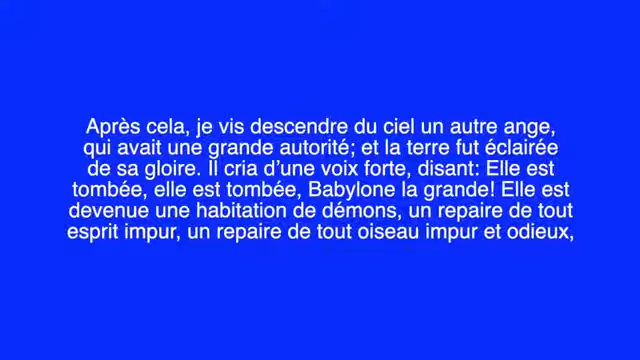 Après cela, je vis descendre du ciel un autre ange,
qui avait une grande autorité; et la terre fut éclairée
de sa gloire. Il cria d’une voix forte, disant: Elle est
tombée, elle est tombée, Babylone la grande! Elle est
devenue une habitation de démons, un repaire de tout
esprit impur, un repaire de tout oiseau impur et odieux,